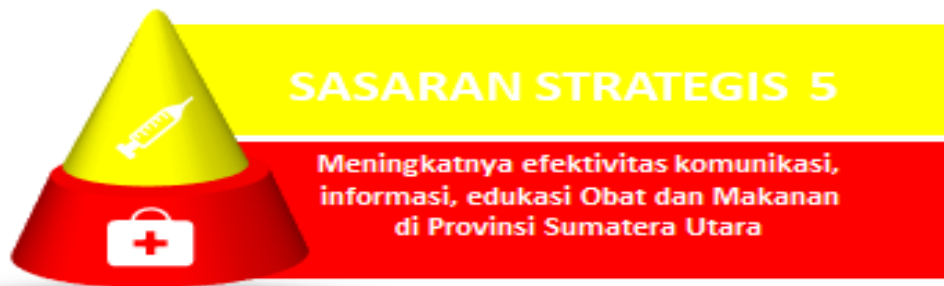 SASARAN STRATEGIS 5
Meningkatnya efektivitas komunikasi,
informasi, edukasi Obat dan Makanan
di Provinsi Sumatera Utara